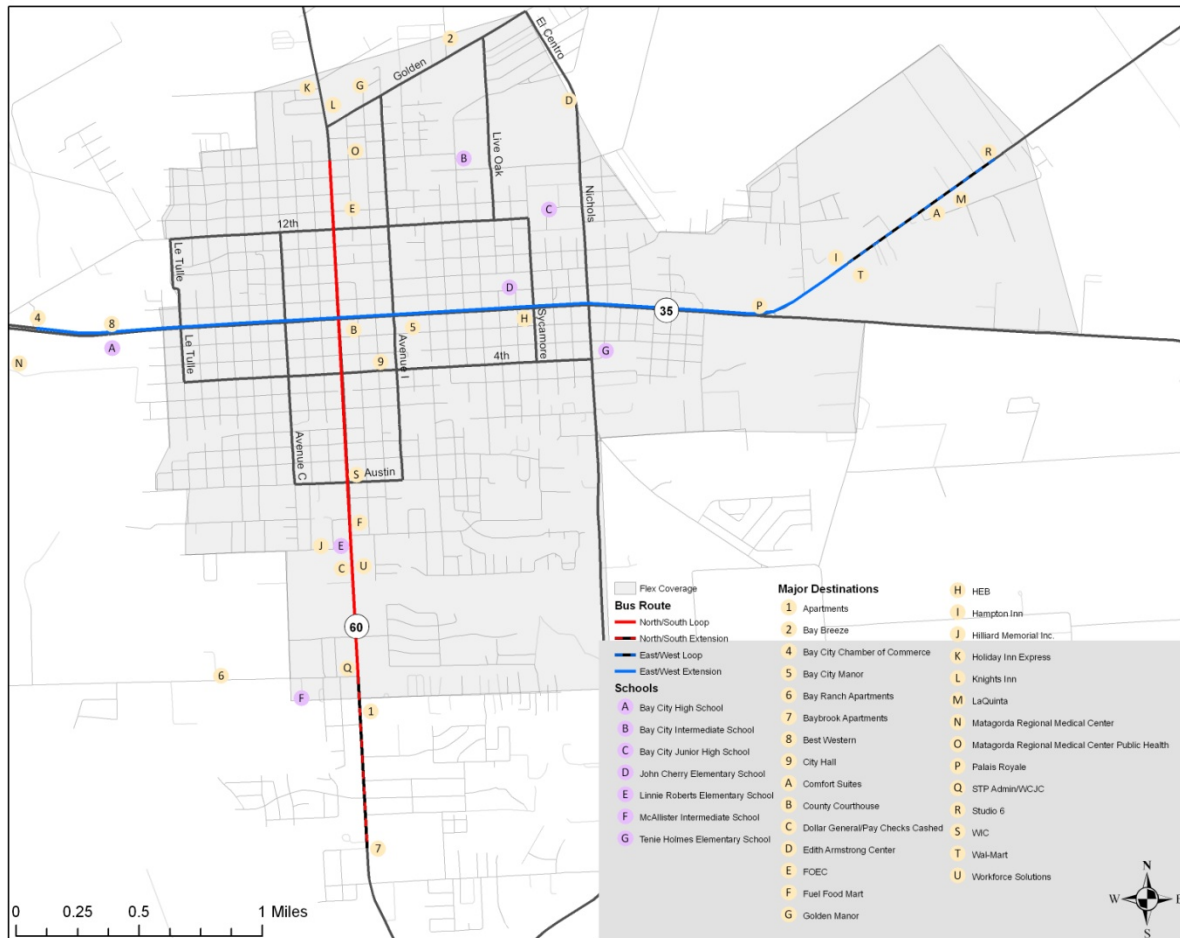 2
El Centro
Golden
K
G
L
D
O
B
Live Oak
R
Nichols
M
E
C
A
12th
Le Tulle
I
T
D
P
4
8
35
H
5
B
Sycamore
A
Le Tulle
Avenue I
4th
9
G
N
Avenue C
S
Austin
F
J
E
C
U
60
Q
6
F
1
7
0
0.25
0.5
1 Miles
Flex Coverage
Bus Route
North/South Loop
North/South Extension
East/West Loop
East/West Extension
Schools
A Bay City High School
B Bay City Intermediate School
C Bay City Junior High School
D John Cherry Elementary School
E Linnie Roberts Elementary School
F McAllister Intermediate School
G Tenie Holmes Elementary School
Major Destinations
1 Apartments
2 Bay Breeze
4 Bay City Chamber of Commerce
5 Bay City Manor
6 Bay Ranch Apartments
7 Baybrook Apartments
8 Best Western
9 City Hall
A Comfort Suites
B County Courthouse
C Dollar General/Pay Checks Cashed
D Edith Armstrong Center
E FOEC
F Fuel Food Mart
G Golden Manor
H HEB
I Hampton Inn
J Hilliard Memorial Inc.
K Holiday Inn Express
L Knights Inn
M LaQuinta
N Matagorda Regional Medical Center
O Matagorda Regional Medical Center Public Health
P Palais Royale
Q STP Admin/WCJC
R Studio 6
S WIC
T Wal-Mart
U Workforce Solutions
N
W
E
S